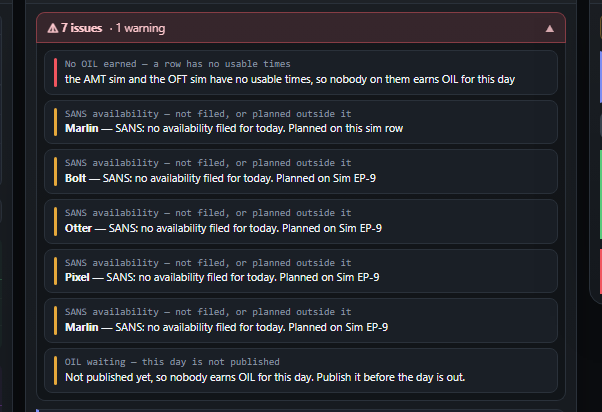 ⚠ 7 issues · 1 warning ▲
No OIL earned — a row has no usable times
the AMT sim and the OFT sim have no usable times, so nobody on them earns OIL for this day
SANS availability — not filed, or planned outside it
Marlin — SANS: no availability filed for today. Planned on this sim row
SANS availability — not filed, or planned outside it
Bolt — SANS: no availability filed for today. Planned on Sim EP-9
SANS availability — not filed, or planned outside it
Otter — SANS: no availability filed for today. Planned on Sim EP-9
SANS availability — not filed, or planned outside it
Pixel — SANS: no availability filed for today. Planned on Sim EP-9
SANS availability — not filed, or planned outside it
Marlin — SANS: no availability filed for today. Planned on Sim EP-9
OIL waiting — this day is not published
Not published yet, so nobody earns OIL for this day. Publish it before the day is out.